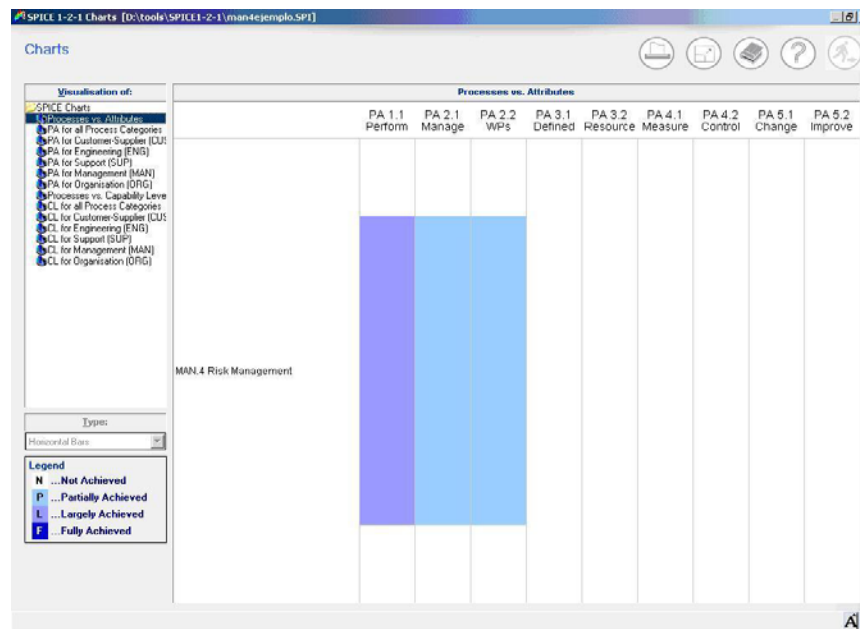 SPICE 1-2-1 Charts [D:\tools\SPICE1-2-1\man4ejemplo.SP1]
Charts
Visualisation of:
SPICE Charts
Processes vs. Attributes
PA for all Process Categories
PA for Customer-Supplier (CUS
PA for Engineering (ENG)
PA for Support (SUP)
PA for Management (MAN)
PA for Organisation (ORG)
Processes vs. Capability Leve
CL for all Process Categories
CL for Customer-Supplier (CUS
CL for Engineering (ENG)
CL for Support (SUP)
CL for Management (MAN)
CL for Organisation (ORG)
Type:
Horizontal Bars
Legend
N ...Not Achieved
P ...Partially Achieved
L ...Largely Achieved
F ...Fully Achieved
Processes vs. Attributes
PA 1.1 PA 2.1 PA 2.2 PA 3.1 PA 3.2 PA 4.1 PA 4.2 PA 5.1 PA 5.2
Perform Manage WPs Defined Resource Measure Control Change Improve
MAN.4 Risk Management
A